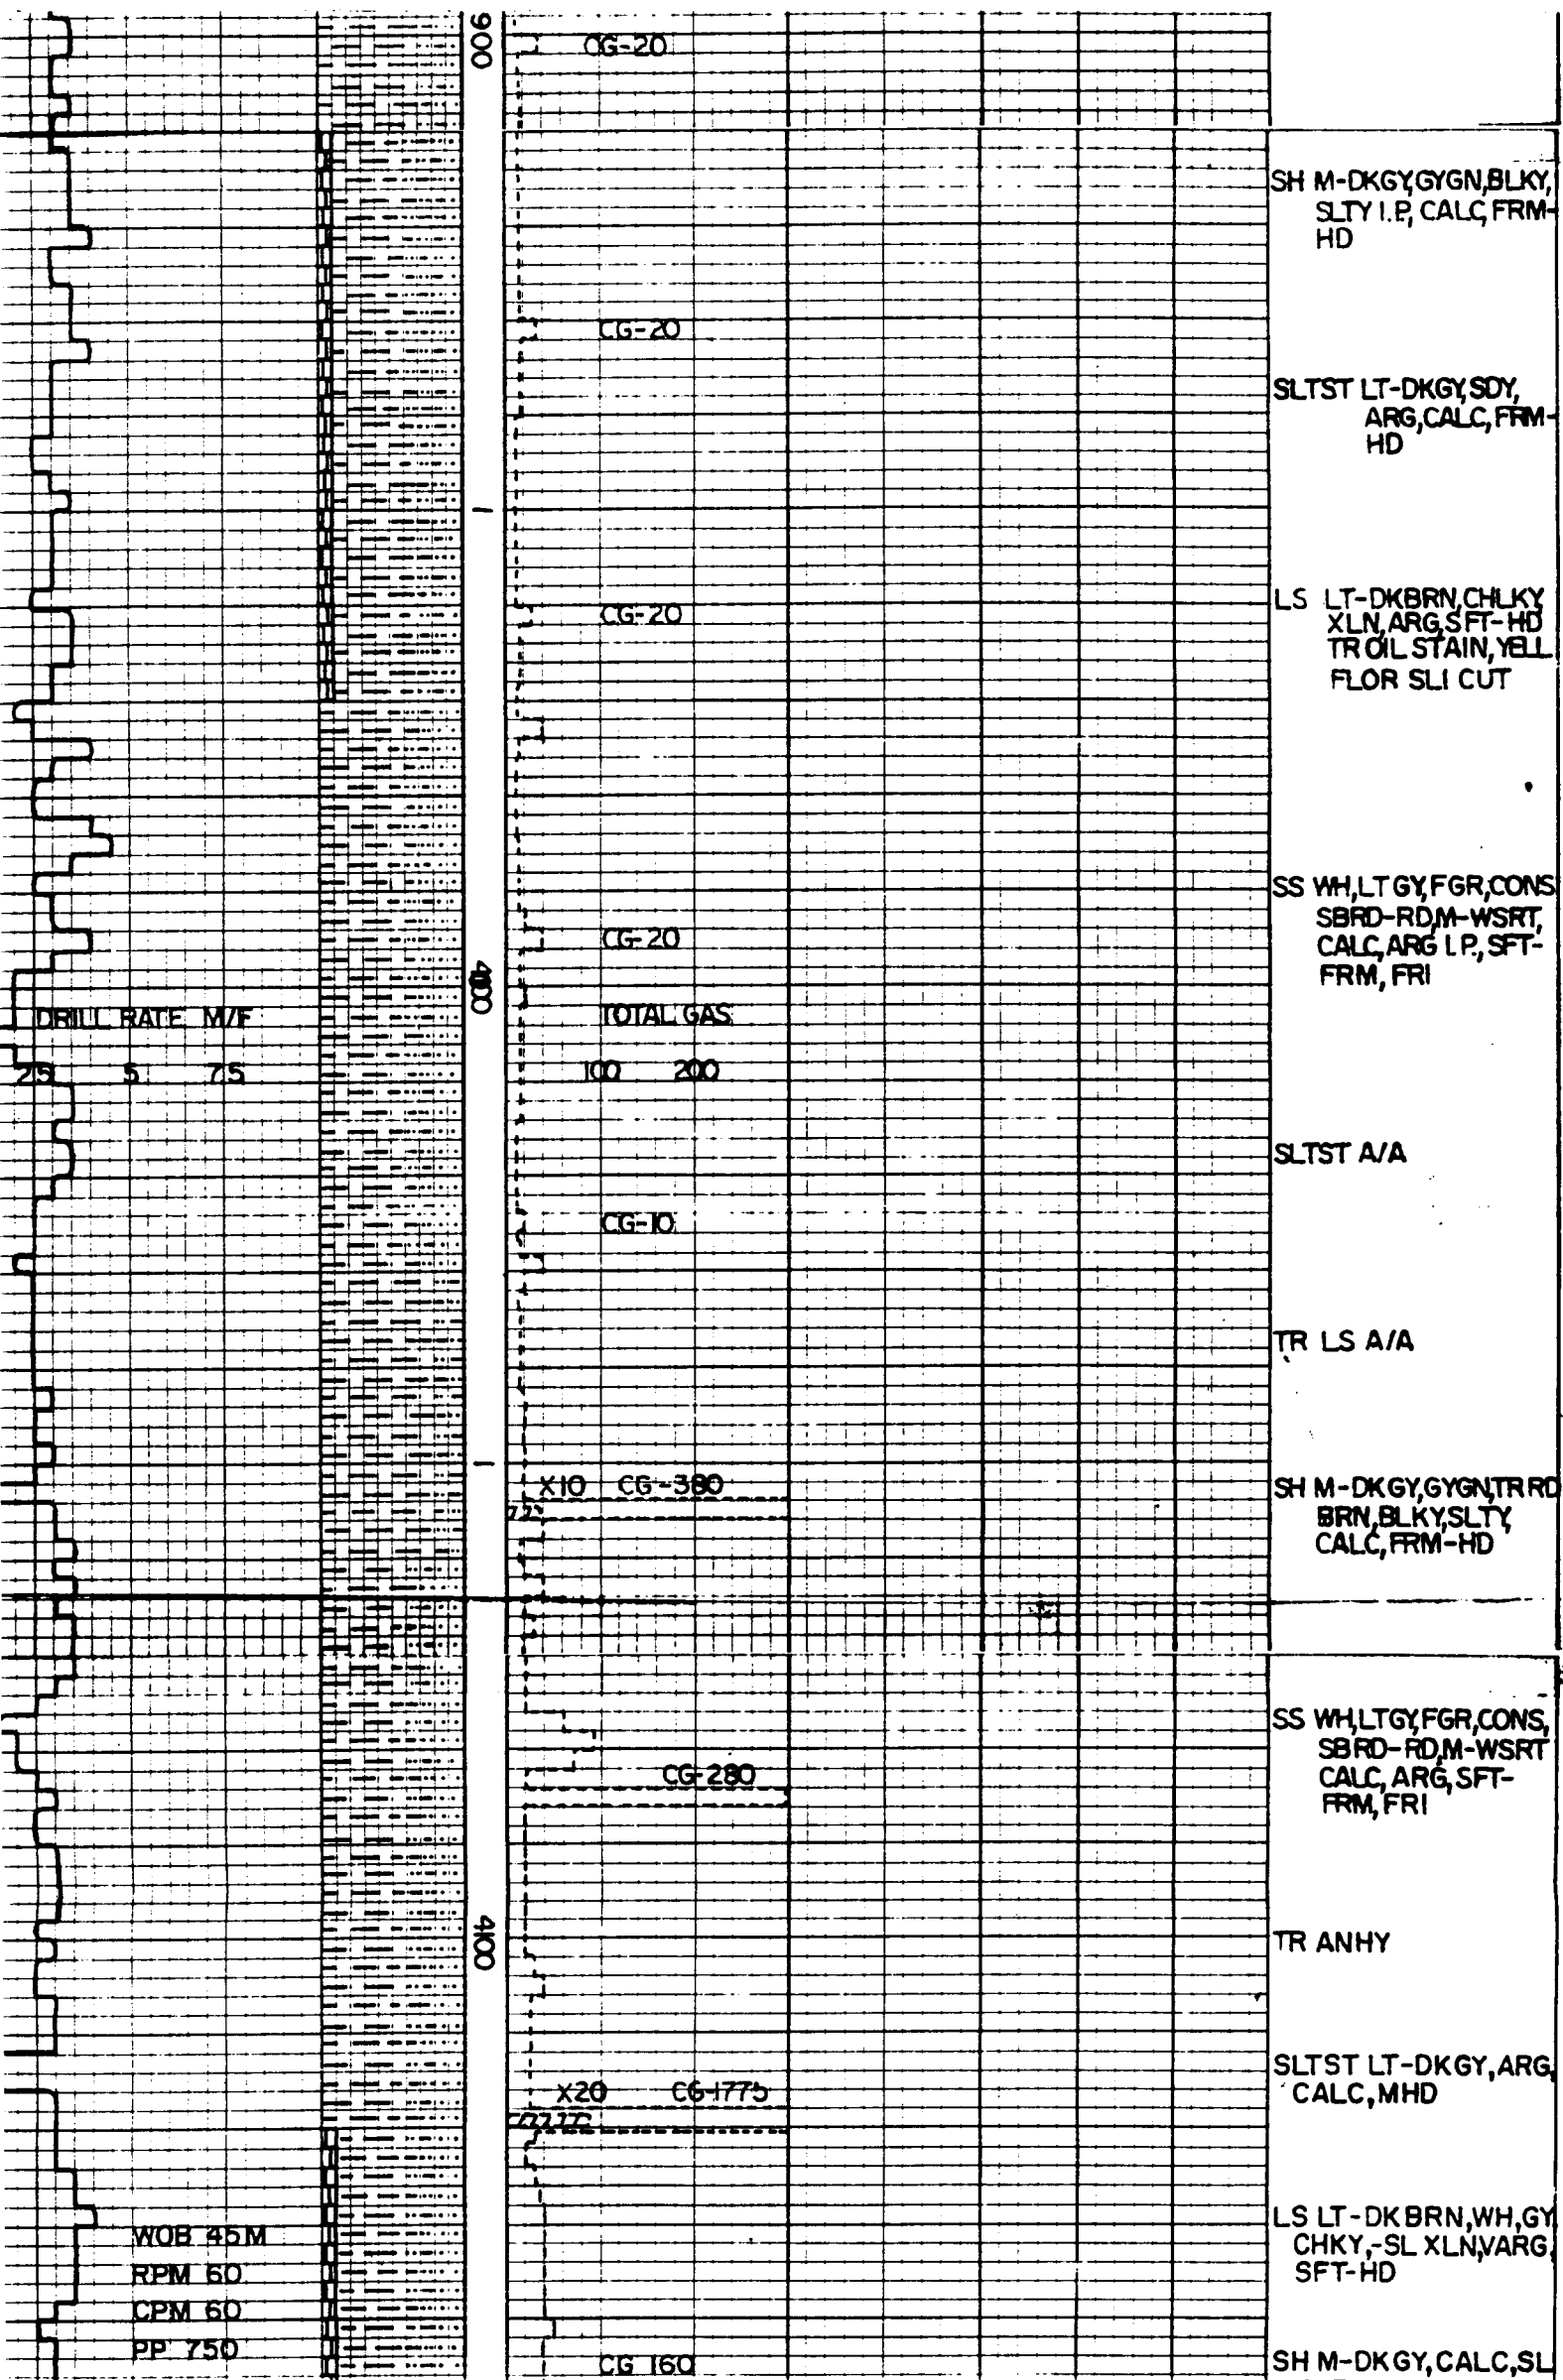 900
CG-20
SH M-DKGY,GYGN,BLKY,
SLTY I.P., CALC, FRM-
HD
CG-20
SLTST LT-DKGY,SDY,
ARG,CALC,FRM-
HD
LS LT-DKBRN,CHLKY
XLN,ARG,SFT-HD
TR OIL STAIN,YELL
FLOR SLI CUT
CG-20
SS WH,LTGY,FGR,CONS
SBRD-RD,M-WSRT,
CALC,ARG I.P.,SFT-
FRM, FRI
CG-20
DRILL RATE M/F
TOTAL GAS
2.5 5 7.5
100 200
SLTST A/A
CG-10
TR LS A/A
X10 CG-380
SH M-DKGY,GYGN,TR RD
BRN,BLKY,SLTY,
CALC,FRM-HD
SS WH,LTGY,FGR,CONS,
SBRD-RD,M-WSRT
CALC, ARG,SFT-
FRM, FRI
CG-280
4100
TR ANHY
SLTST LT-DKGY,ARG,
CALC,MHD
X20 CG-1775
LS LT-DKBRN,WH,GY
CHKY,-SL XLN,VARG,
SFT-HD
WOB 45M
RPM 60
CPM 60
PP 750
CG 160
SH M-DKGY,CALC,SL